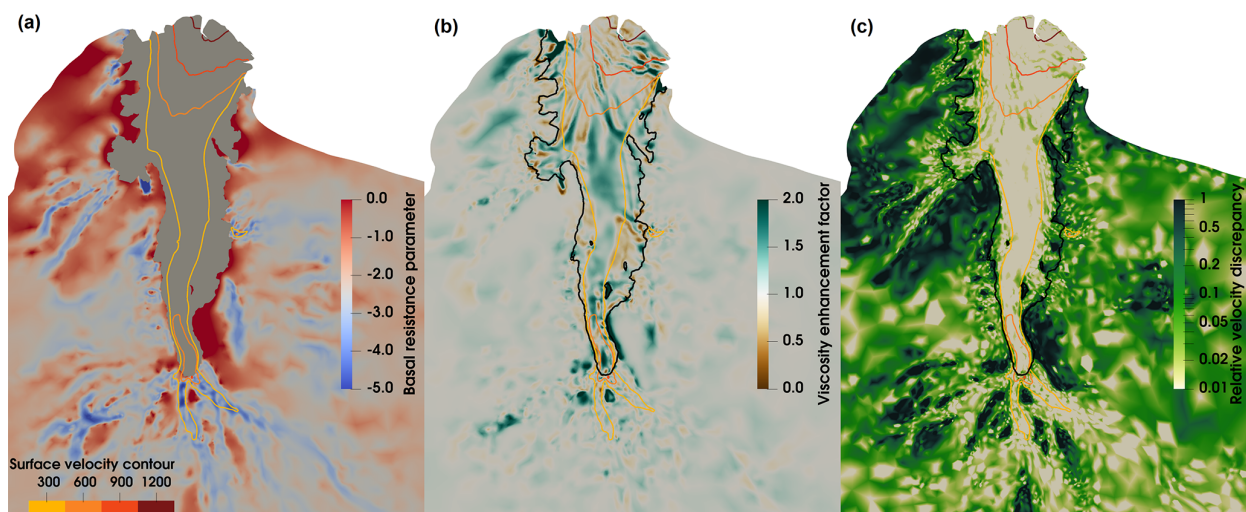 (a)
0.0
-1.0
-2.0
-3.0
-4.0
-5.0
Basal resistance parameter
Surface velocity contour
300 600 900 1200
(b)
2.0
1.5
1.0
0.5
0.0
Viscosity enhancement factor
(c)
1
0.5
0.2
0.1
0.05
0.02
0.01
Relative velocity discrepancy